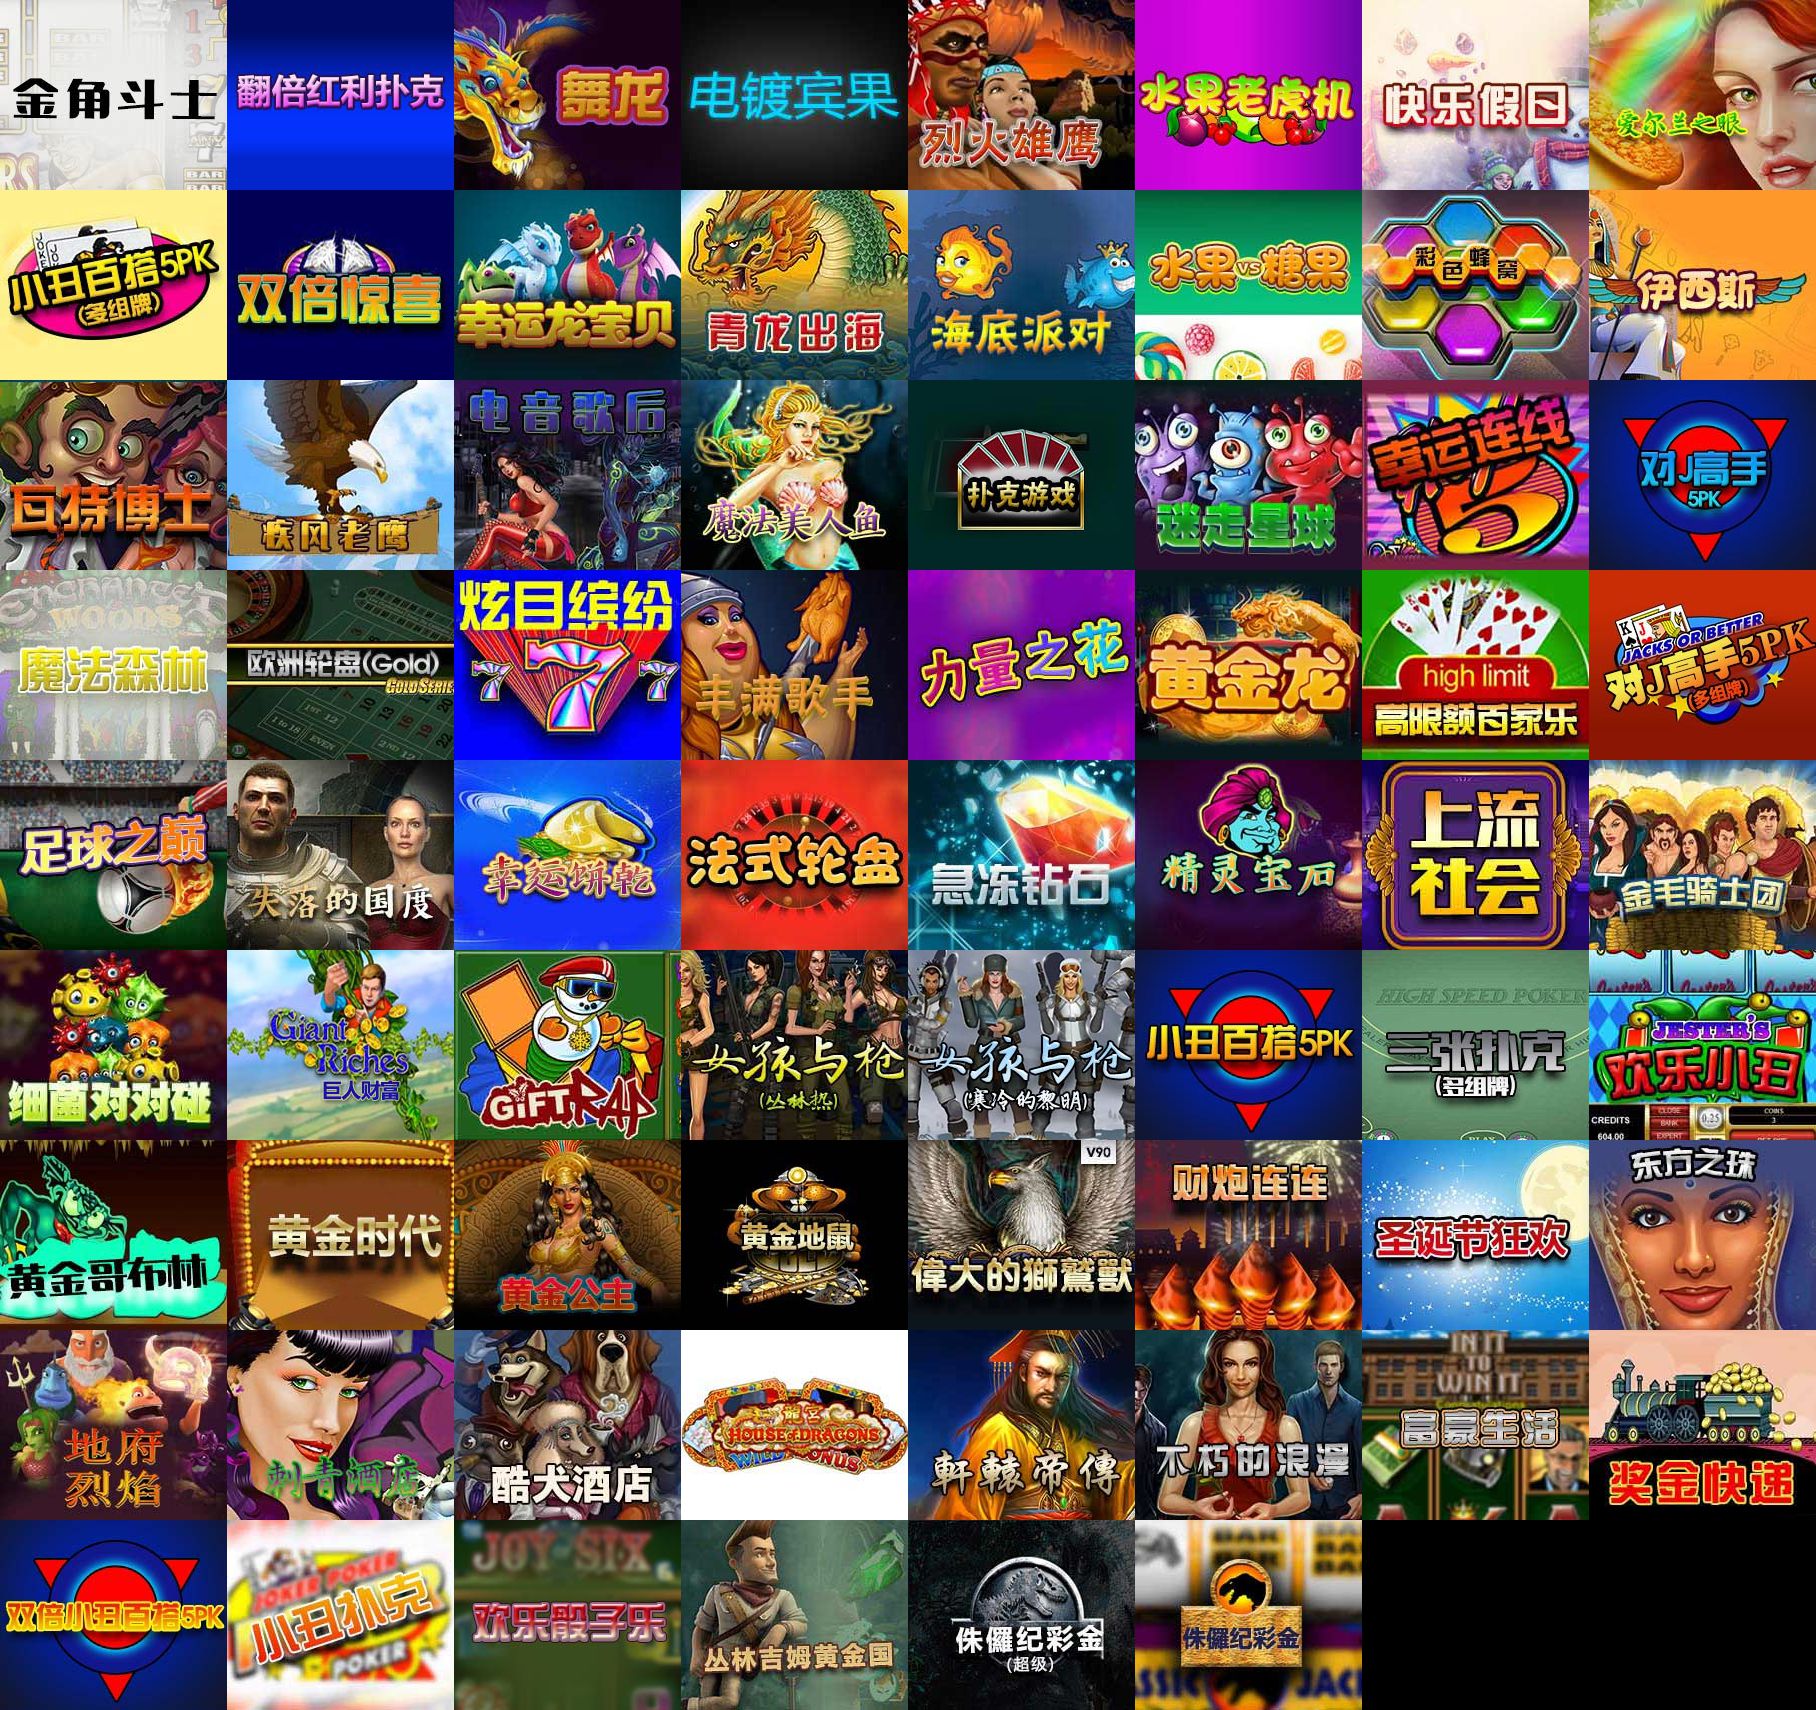 金角斗士
翻倍红利扑克
舞龙
电镀宾果
烈火雄鹰
水果老虎机
快乐假日
爱尔兰之眼
小丑百搭5PK
(多组牌)
双倍惊喜
幸运龙宝贝
青龙出海
海底派对
水果VS糖果
彩色蜂窝
伊西斯
瓦特博士
疾风老鹰
电音歌后
魔法美人鱼
扑克游戏
迷走星球
幸运连线
5
对J高手
5PK
ENCHANTED
WOODS
魔法森林
欧洲轮盘(Gold)
GOLD SERIES
炫目缤纷
7 7 7
丰满歌手
力量之花
黄金龙
high limit
高限额百家乐
JACKS OR BETTER
对J高手5PK
(多组牌)
足球之巅
失落的国度
幸运饼乾
法式轮盘
急冻钻石
精灵宝石
上流
社会
金毛骑士团
细菌对对碰
Giant
Riches
巨人财富
GIFT RAP
女孩与枪
(丛林热)
女孩与枪
(寒冷的黎明)
小丑百搭5PK
HIGH SPEED POKER
三张扑克
(多组牌)
JESTER'S
欢乐小丑
CREDITS
604.00
0.25
COINS
3
黄金哥布林
黄金时代
黄金公主
黄金地鼠
V90
偉大的獅鷲獸
财炮连连
圣诞节狂欢
东方之珠
地府
烈焰
刺青酒店
酷犬酒店
龍宮
HOUSE of DRAGONS
WILD BONUS
軒轅帝傳
不朽的浪漫
IN IT
TO
WIN IT
富豪生活
奖金快递
双倍小丑百搭5PK
JOKER POKER
小丑扑克
POKER
JOY SIX
欢乐骰子乐
丛林吉姆黄金国
侏儸纪彩金
(超级)
侏儸纪彩金